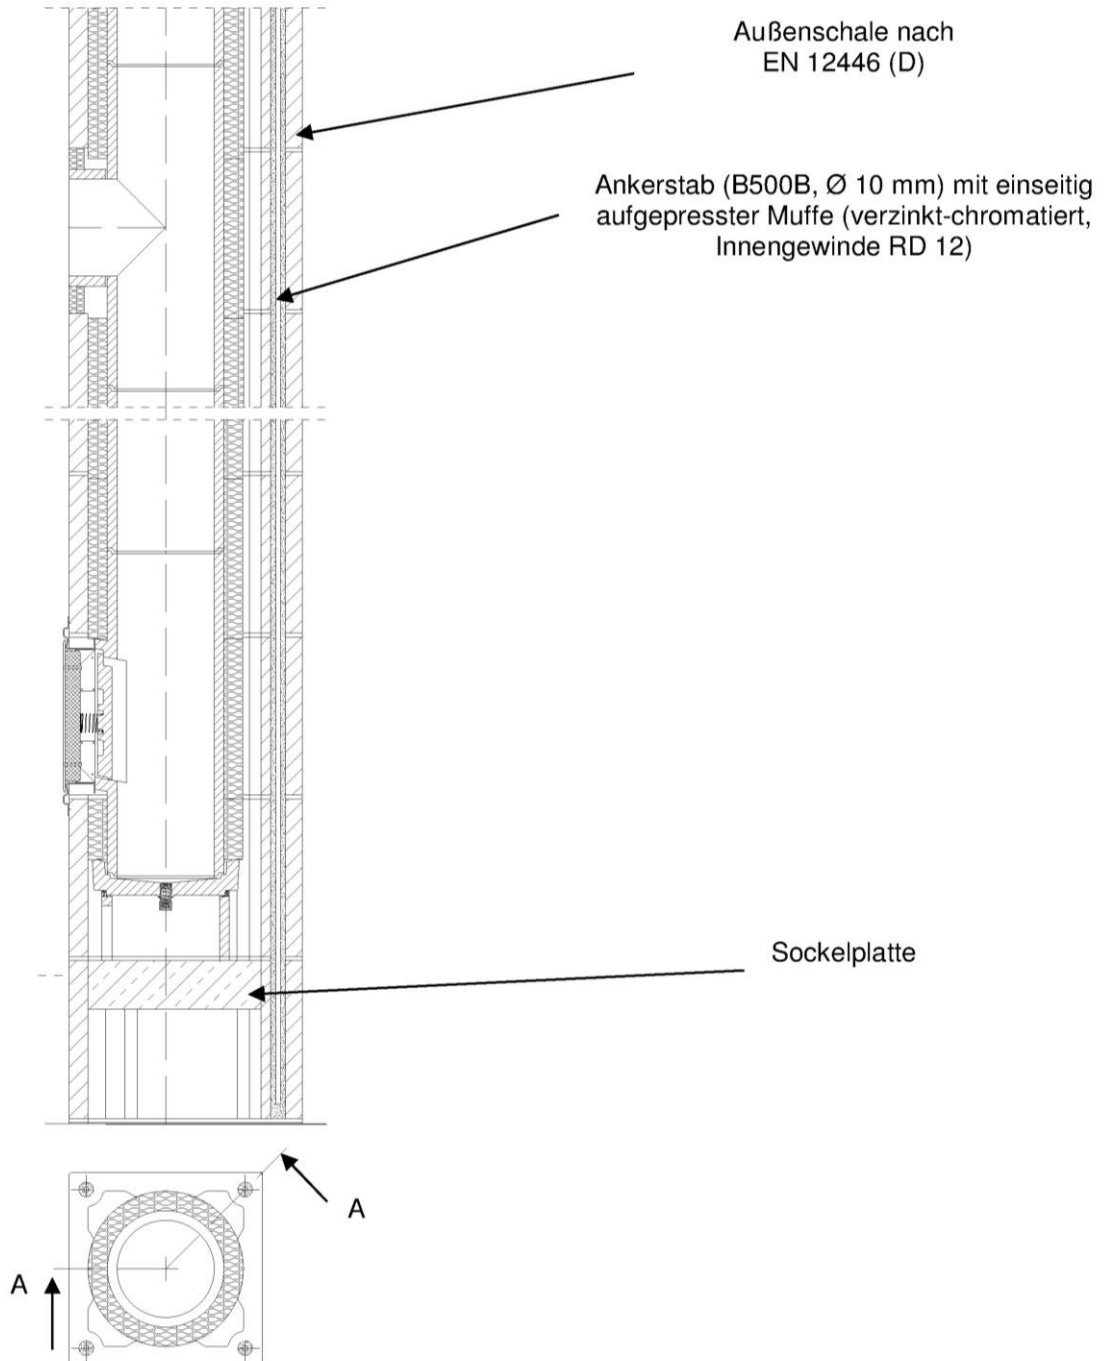 Außenschale nach
EN 12446 (D)
Ankerstab (B500B, Ø 10 mm) mit einseitig
aufgepresster Muffe (verzinkt-chromatiert,
Innengewinde RD 12)
Sockelplatte
A
A